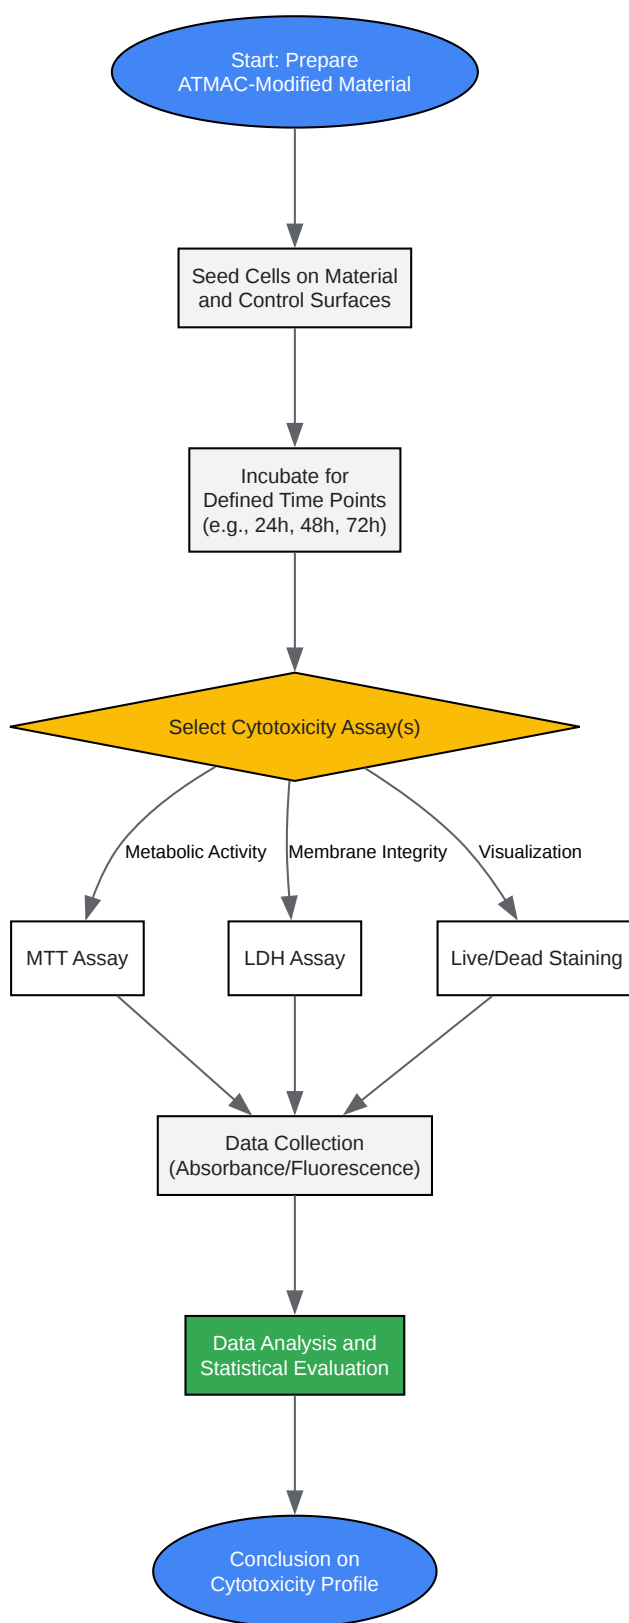 Start: Prepare
ATMAC-Modified Material
Seed Cells on Material
and Control Surfaces
Incubate for
Defined Time Points
(e.g., 24h, 48h, 72h)
Select Cytotoxicity Assay(s)
Metabolic Activity
Membrane Integrity
Visualization
MTT Assay
LDH Assay
Live/Dead Staining
Data Collection
(Absorbance/Fluorescence)
Data Analysis and
Statistical Evaluation
Conclusion on
Cytotoxicity Profile